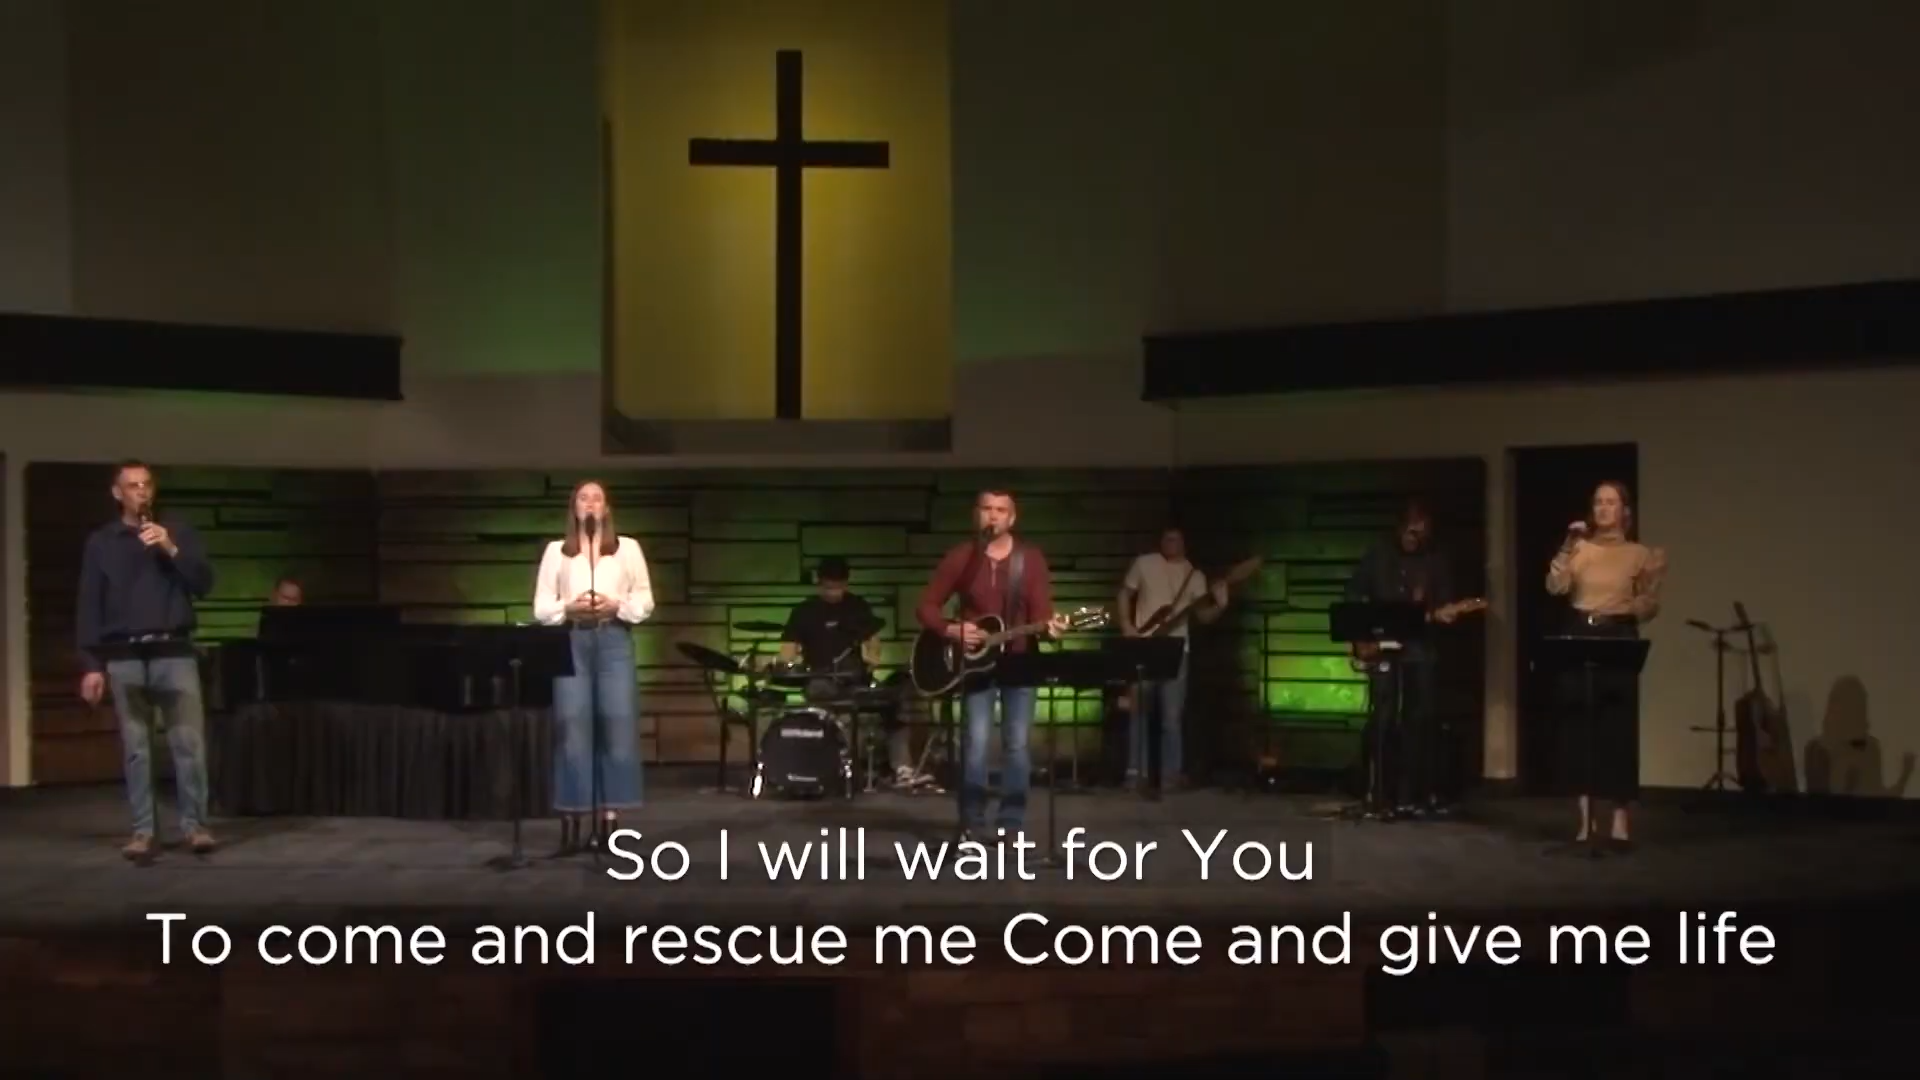 So I will wait for You
To come and rescue me Come and give me life